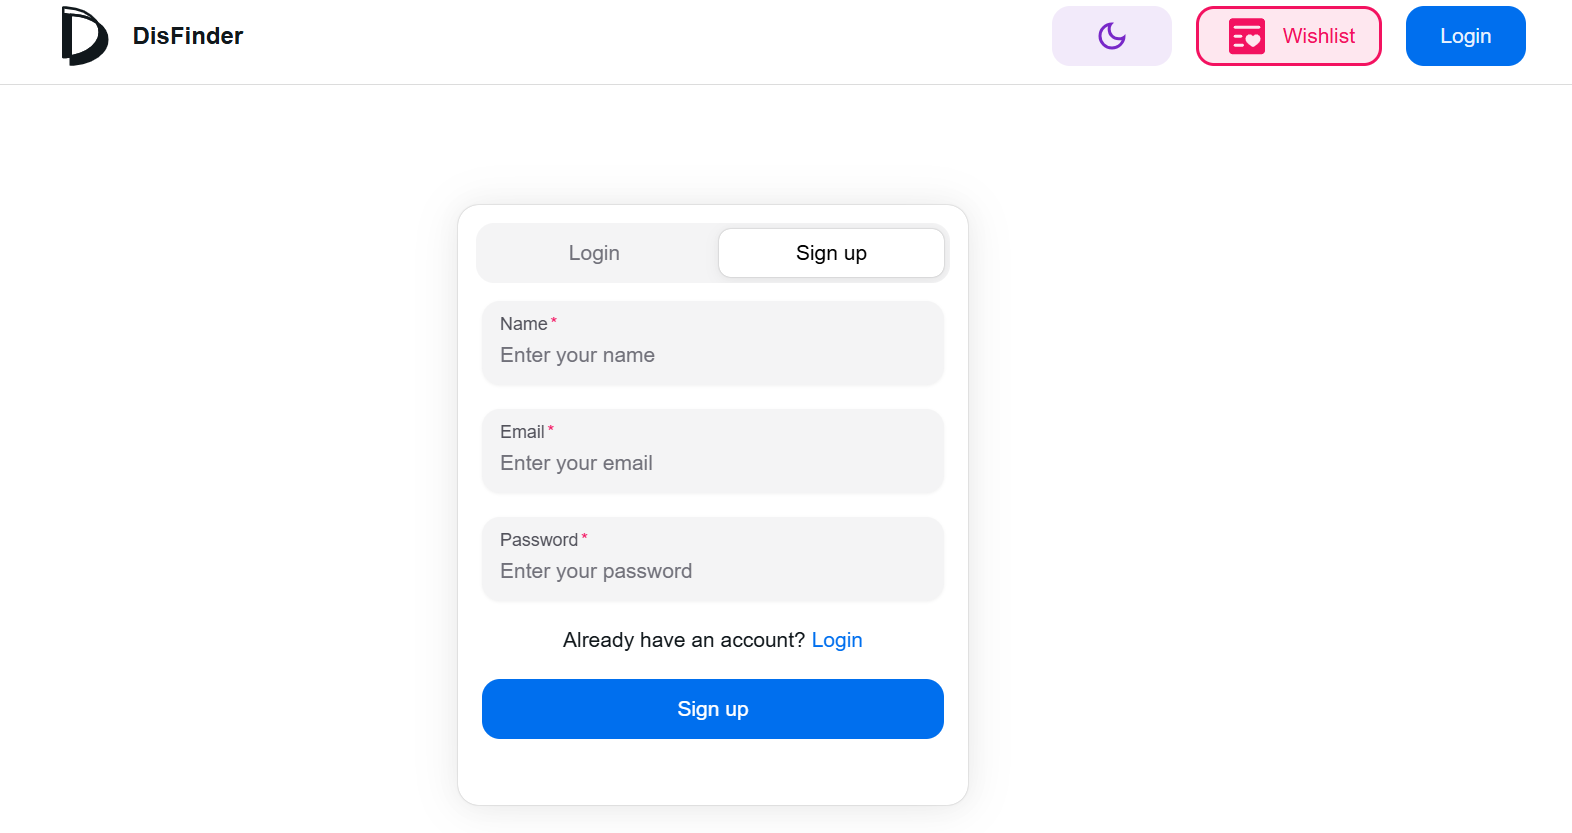 DisFinder
Wishlist
Login
Login
Sign up
Name*
Enter your name
Email*
Enter your email
Password*
Enter your password
Already have an account? Login
Sign up